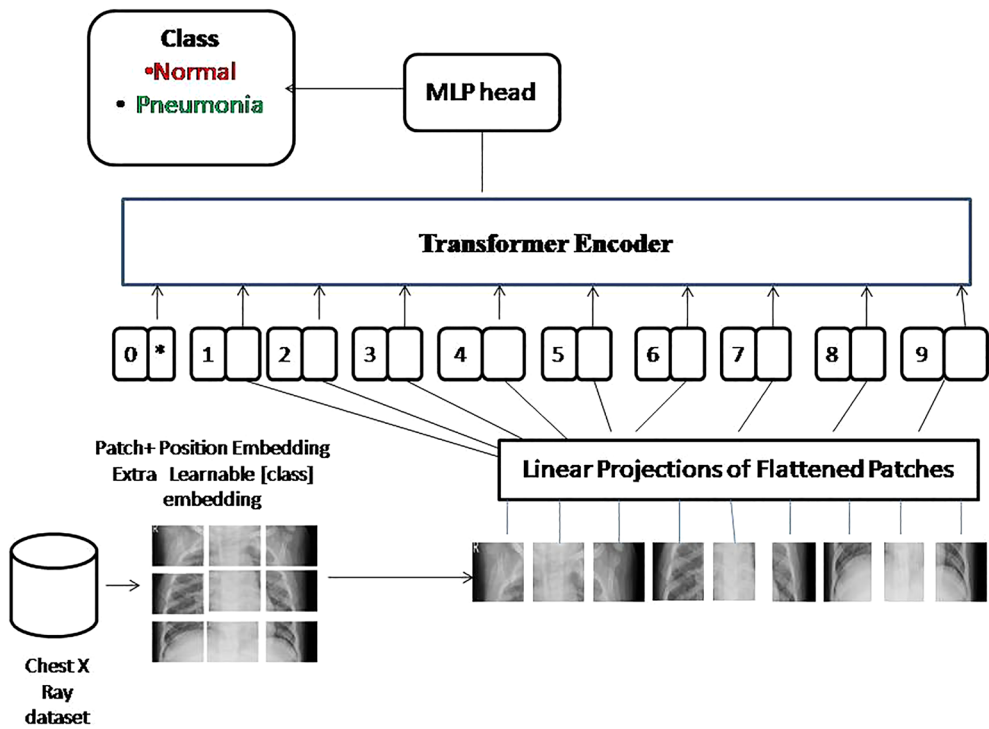 Class
•Normal
• Pneumonia
MLP head
Transformer Encoder
0 * 1 2 3 4 5 6 7 8 9
Patch+ Position Embedding
Extra Learnable [class]
embedding
Linear Projections of Flattened Patches
R
R
Chest X
Ray
dataset